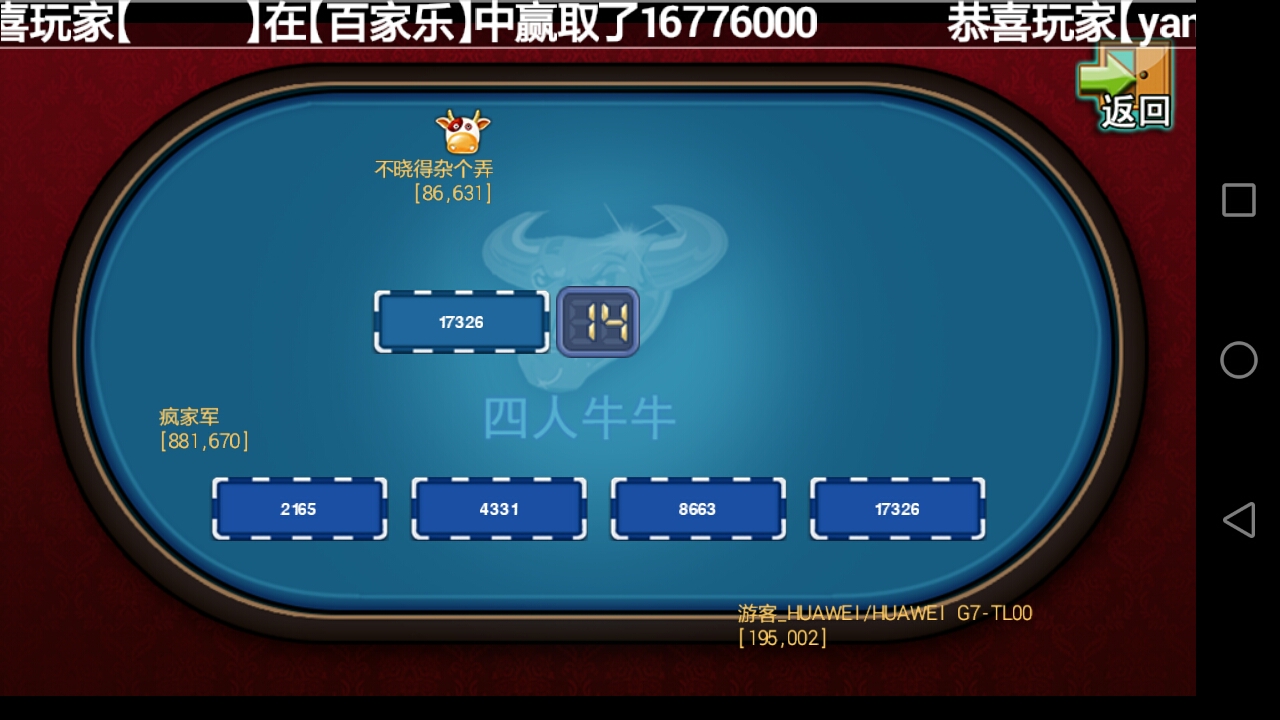 喜玩家【 】在【百家乐】中赢取了16776000 恭喜玩家【yan
返回
不晓得杂个弄
[86,631]
17326
14
疯家军
[881,670]
四人牛牛
2165 4331 8663 17326
游客_HUAWEI/HUAWEI G7-TL00
[195,002]